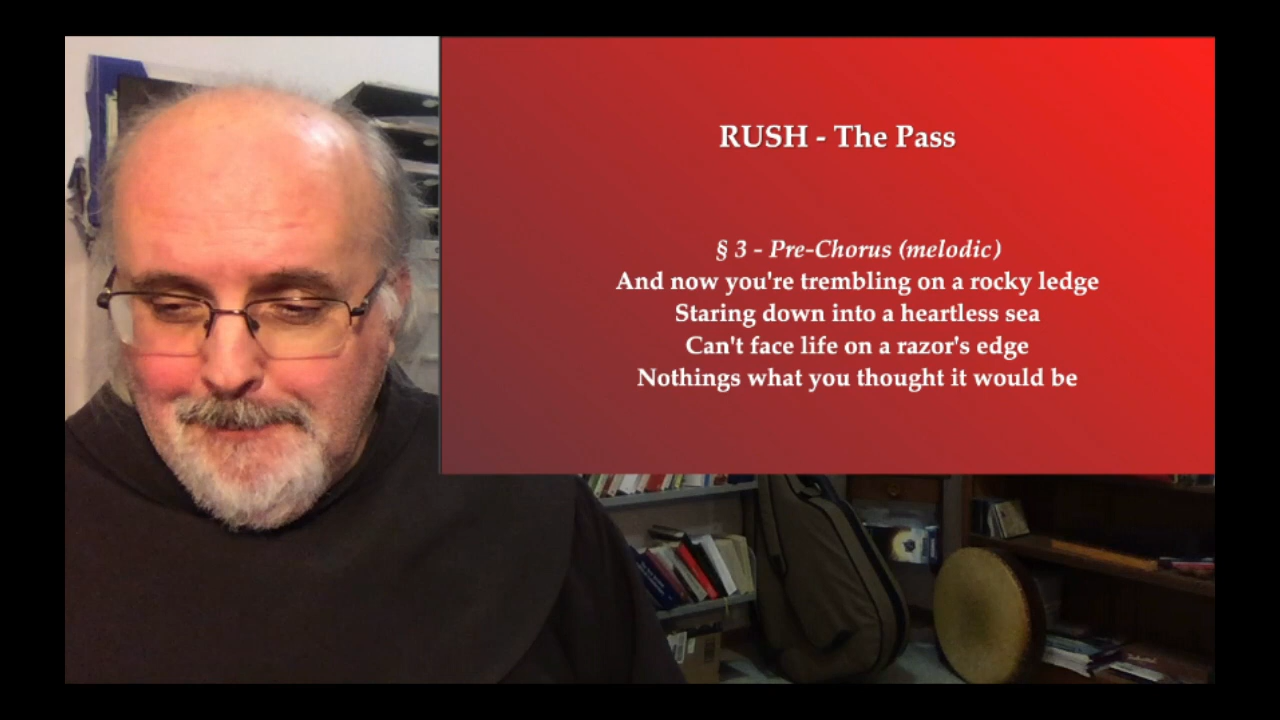 RUSH - The Pass
§ 3 - Pre-Chorus (melodic)
And now you're trembling on a rocky ledge
Staring down into a heartless sea
Can't face life on a razor's edge
Nothings what you thought it would be